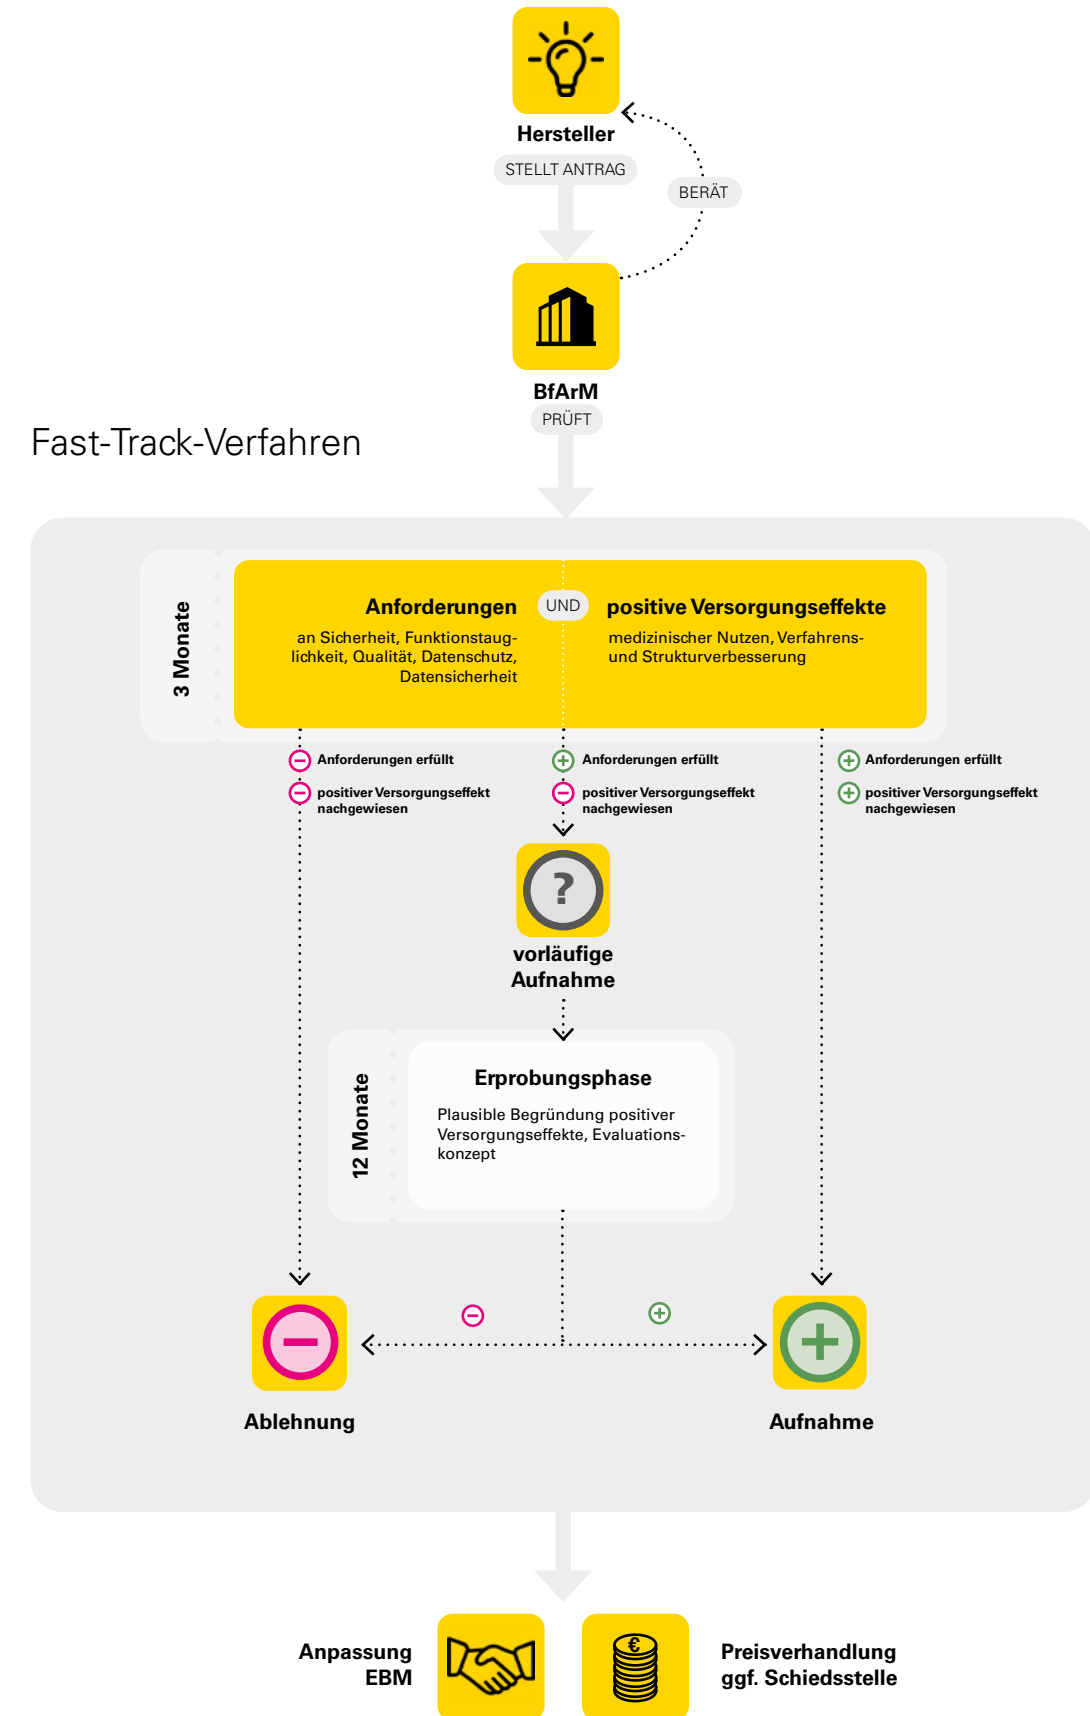 Hersteller
STELLT ANTRAG
BERÄT
BfArM
PRÜFT
Fast-Track-Verfahren
3 Monate
Anforderungen
an Sicherheit, Funktionstaug-
lichkeit, Qualität, Datenschutz,
Datensicherheit
UND
positive Versorgungseffekte
medizinischer Nutzen, Verfahrens-
und Strukturverbesserung
Anforderungen erfüllt
positiver Versorgungseffekt
nachgewiesen
Anforderungen erfüllt
positiver Versorgungseffekt
nachgewiesen
Anforderungen erfüllt
positiver Versorgungseffekt
nachgewiesen
?
vorläufige
Aufnahme
12 Monate
Erprobungsphase
Plausible Begründung positiver
Versorgungseffekte, Evaluations-
konzept
Ablehnung
Aufnahme
Anpassung
EBM
€
Preisverhandlung
ggf. Schiedsstelle